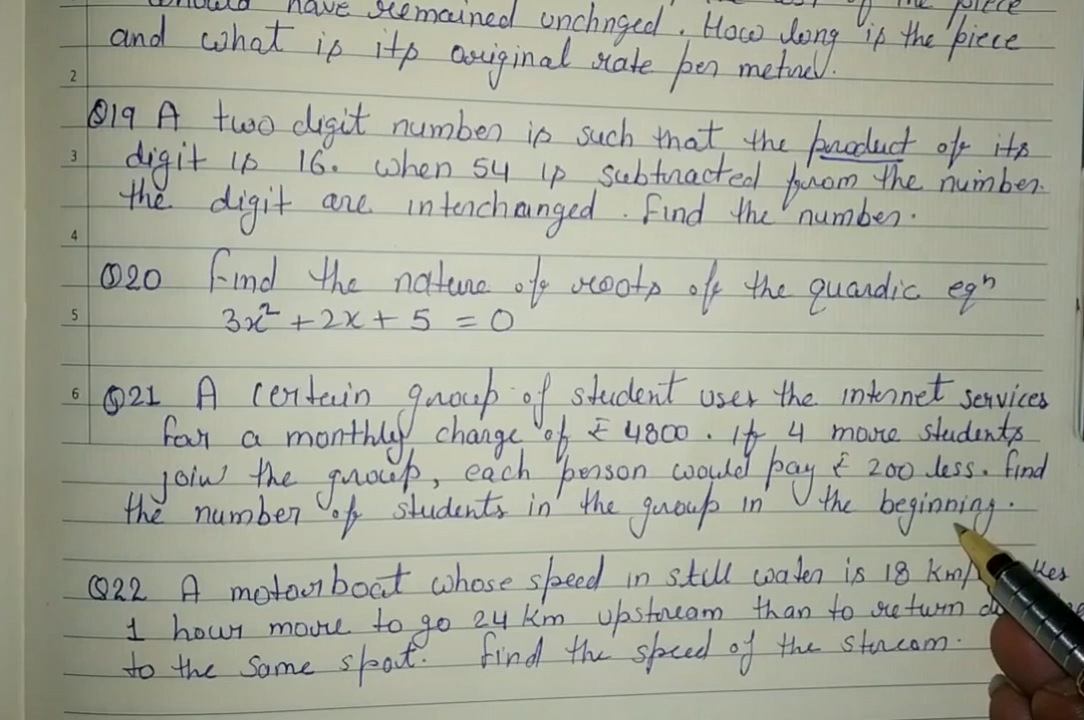 have remained unchnged. How long is the piece
and what is its original rate per metre.
2
Q19 A two digit number is such that the product of its
3 digit is 16. when 54 is subtracted from the number.
the digit are interchanged. Find the number.
4
Q20 Find the nature of roots of the quardic eqn
5 3x² + 2x + 5 = 0
6 Q21 A certain group of student uses the internet services
for a monthly charge of ₹ 4800. If 4 more students
join the group, each person would pay ₹ 200 less. Find
the number of students in the group in the beginning.
Q22 A motorboat whose speed in still water is 18 km/
1 hour more to go 24 km upstream than to return
to the same spot. Find the speed of the stream.